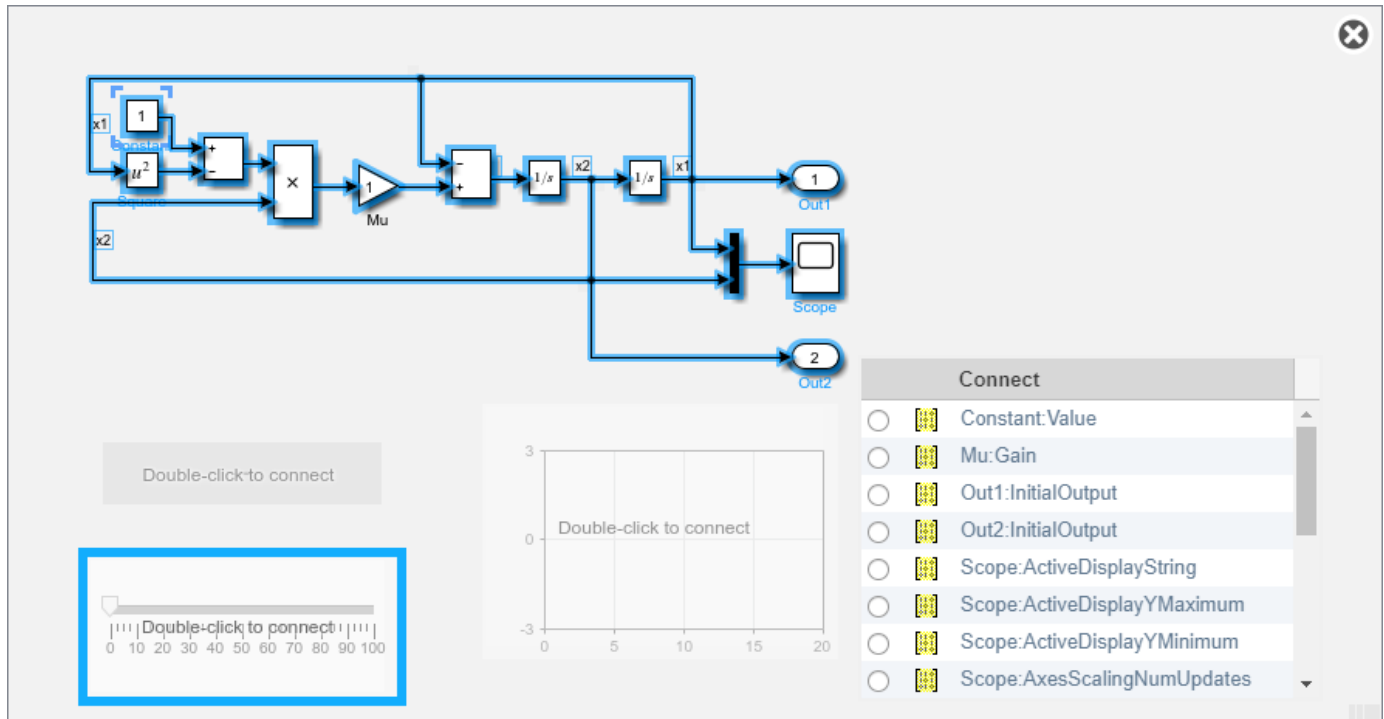 x1
1
Constan
+
−
u²
Square
×
1
Mu
−
+
1/s
x2
1/s
x1
1
Out1
x2
Scope
2
Out2
Connect
Constant:Value
Mu:Gain
Out1:InitialOutput
Out2:InitialOutput
Scope:ActiveDisplayString
Scope:ActiveDisplayYMaximum
Scope:ActiveDisplayYMinimum
Scope:AxesScalingNumUpdates
Double-click to connect
3
0
-3
Double-click to connect
0 5 10 15 20
Double-click to connect
0 10 20 30 40 50 60 70 80 90 100